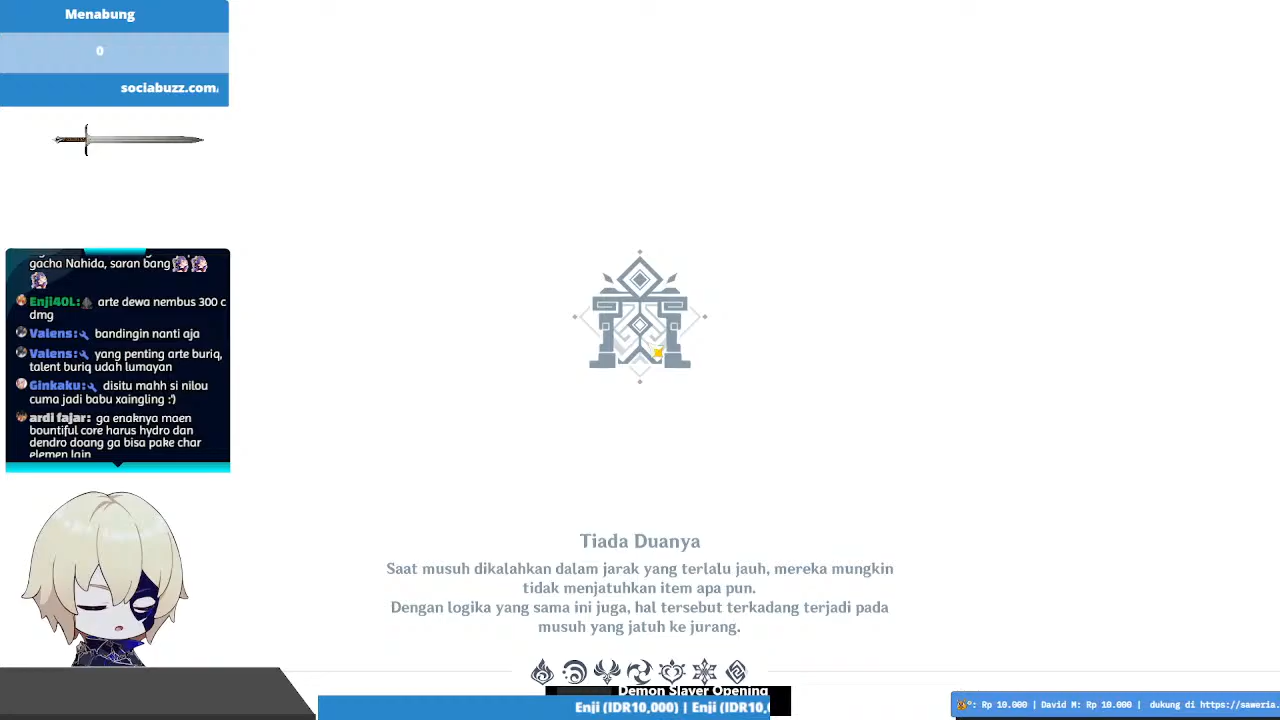 Menabung
0
sociabuzz.com
gacha Nahida, saran bang
Enji40L: arte dewa nembus 300 c
dmg
Valens: bandingin nanti aja
Valens: yang penting arte buriq,
talent buriq udah lumayan
Ginkaku: disitu mahh si nilou
cuma jadi babu xaingling :')
ardi fajar: ga enaknya maen
bountiful core harus hydro dan
dendro doang ga bisa pake char
elemen lain
Tiada Duanya
Saat musuh dikalahkan dalam jarak yang terlalu jauh, mereka mungkin
tidak menjatuhkan item apa pun.
Dengan logika yang sama ini juga, hal tersebut terkadang terjadi pada
musuh yang jatuh ke jurang.
Demon Slayer Opening
Enji (IDR10,000) | Enji (IDR10,0
: Rp 10.000 | David M: Rp 10.000 | dukung di https://saweria.